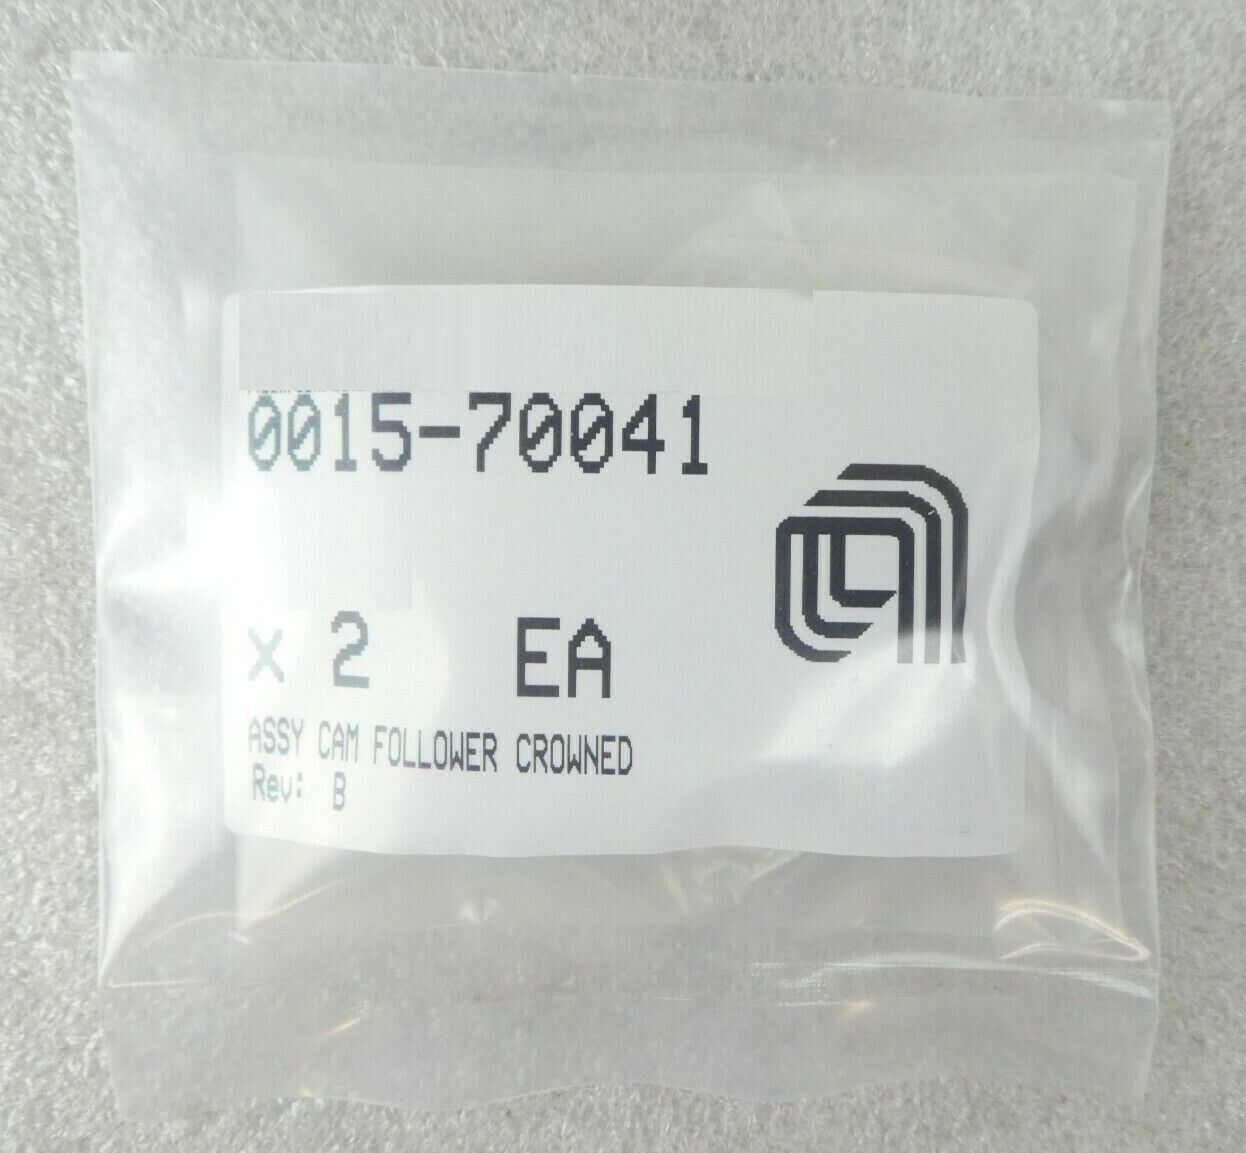 0015-70041
x 2 EA
ASSY CAM FOLLOWER CROWNED
Rev: B